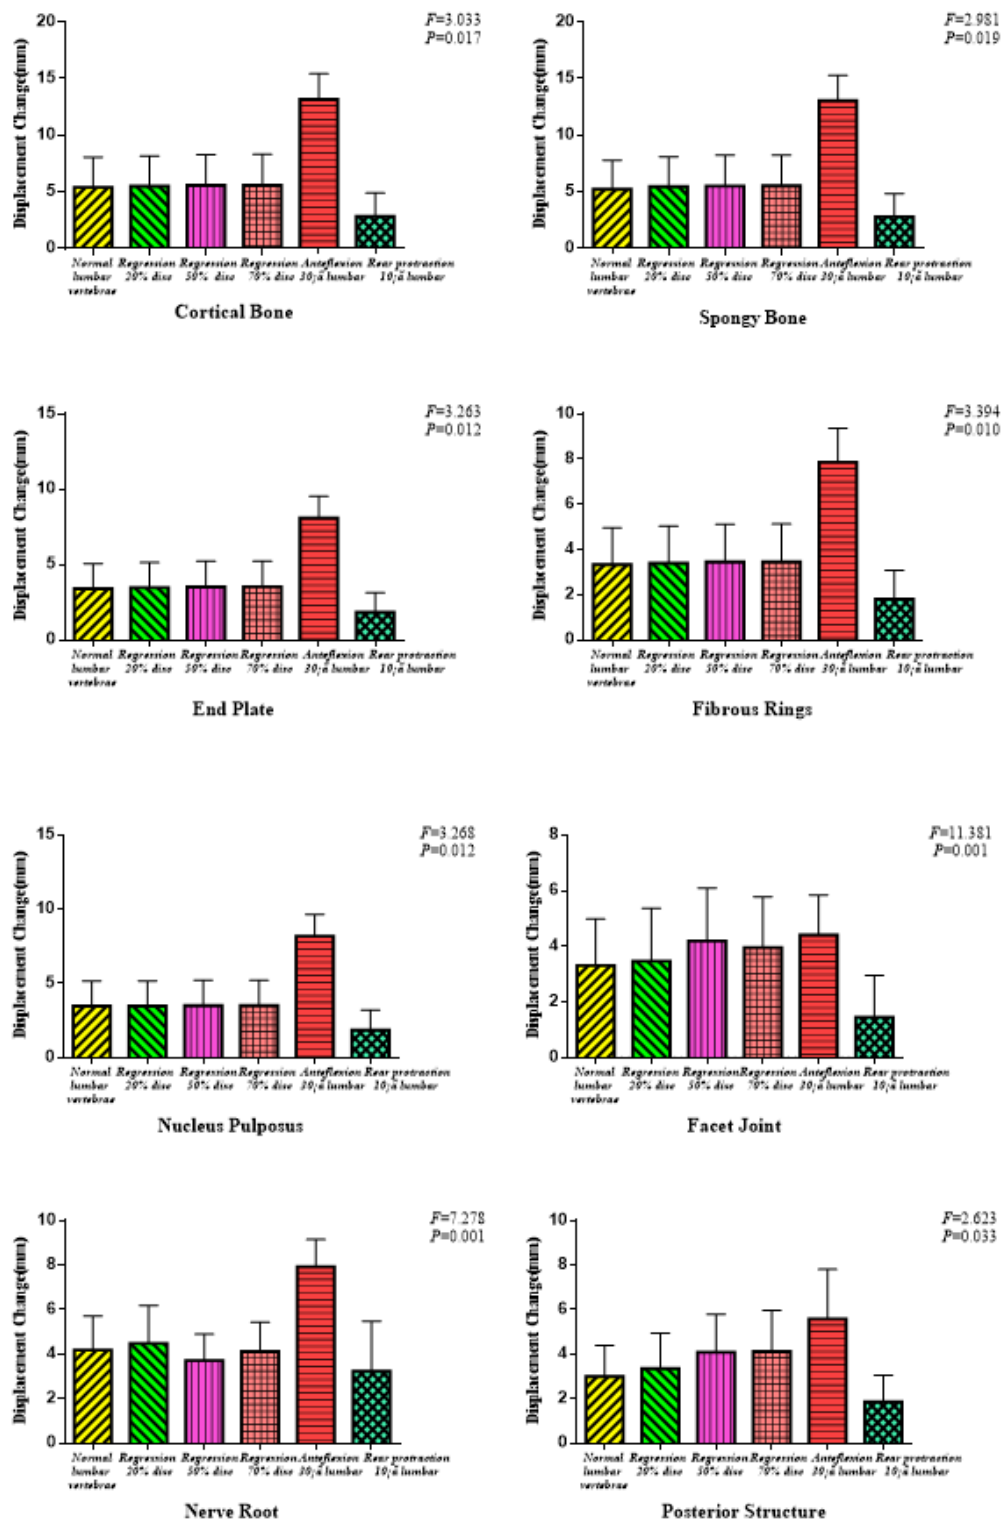 20
15
10
5
0
Displacement Change(mm)
F=3.033
P=0.017
Normal Regression Regression Regression Anteflexion Rear protraction
lumbar 20% disc 50% disc 70% disc 30¡ã lumbar 10¡ã lumbar
vertebrae
Cortical Bone
20
15
10
5
0
Displacement Change(mm)
F=2.981
P=0.019
Normal Regression Regression Regression Anteflexion Rear protraction
lumbar 20% disc 50% disc 70% disc 30¡ã lumbar 10¡ã lumbar
vertebrae
Spongy Bone
15
10
5
0
Displacement Change(mm)
F=3.263
P=0.012
Normal Regression Regression Regression Anteflexion Rear protraction
lumbar 20% disc 50% disc 70% disc 30¡ã lumbar 10¡ã lumbar
vertebrae
End Plate
10
8
6
4
2
0
Displacement Change(mm)
F=3.394
P=0.010
Normal Regression Regression Regression Anteflexion Rear protraction
lumbar 20% disc 50% disc 70% disc 30¡ã lumbar 10¡ã lumbar
vertebrae
Fibrous Rings
15
10
5
0
Displacement Change(mm)
F=3.268
P=0.012
Normal Regression Regression Regression Anteflexion Rear protraction
lumbar 20% disc 50% disc 70% disc 30¡ã lumbar 10¡ã lumbar
vertebrae
Nucleus Pulposus
8
6
4
2
0
Displacement Change(mm)
F=11.381
P=0.001
Normal Regression Regression Regression Anteflexion Rear protraction
lumbar 20% disc 50% disc 70% disc 30¡ã lumbar 10¡ã lumbar
vertebrae
Facet Joint
10
8
6
4
2
0
Displacement Change(mm)
F=7.278
P=0.001
Normal Regression Regression Regression Anteflexion Rear protraction
lumbar 20% disc 50% disc 70% disc 30¡ã lumbar 10¡ã lumbar
vertebrae
Nerve Root
10
8
6
4
2
0
Displacement Change(mm)
F=2.623
P=0.033
Normal Regression Regression Regression Anteflexion Rear protraction
lumbar 20% disc 50% disc 70% disc 30¡ã lumbar 10¡ã lumbar
vertebrae
Posterior Structure